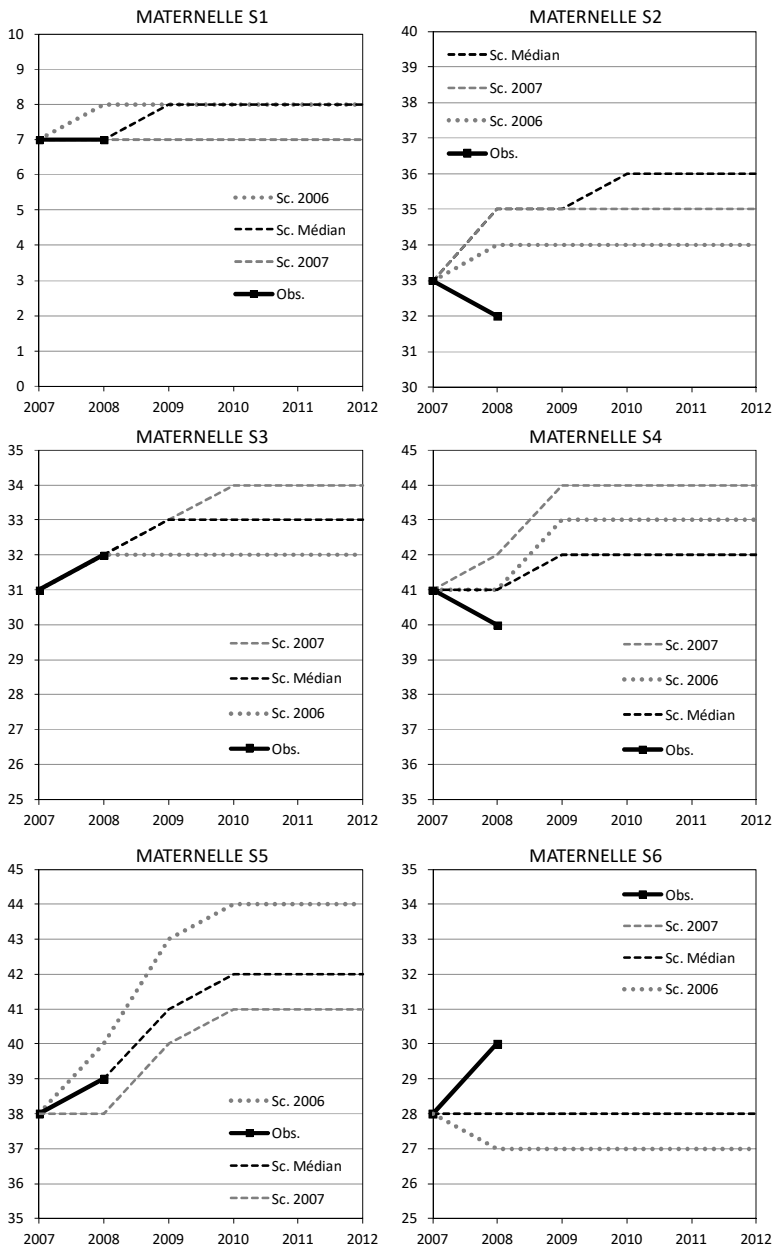 MATERNELLE S1
10
9
8
7
6
5
4
3
2
1
0
2007 2008 2009 2010 2011 2012
Sc. 2006
Sc. Médian
Sc. 2007
Obs.
MATERNELLE S2
40
39
38
37
36
35
34
33
32
31
30
2007 2008 2009 2010 2011 2012
Sc. Médian
Sc. 2007
Sc. 2006
Obs.
MATERNELLE S3
35
34
33
32
31
30
29
28
27
26
25
2007 2008 2009 2010 2011 2012
Sc. 2007
Sc. Médian
Sc. 2006
Obs.
MATERNELLE S4
45
44
43
42
41
40
39
38
37
36
35
2007 2008 2009 2010 2011 2012
Sc. 2007
Sc. 2006
Sc. Médian
Obs.
MATERNELLE S5
45
44
43
42
41
40
39
38
37
36
35
2007 2008 2009 2010 2011 2012
Sc. 2006
Obs.
Sc. Médian
Sc. 2007
MATERNELLE S6
35
34
33
32
31
30
29
28
27
26
25
2007 2008 2009 2010 2011 2012
Obs.
Sc. 2007
Sc. Médian
Sc. 2006